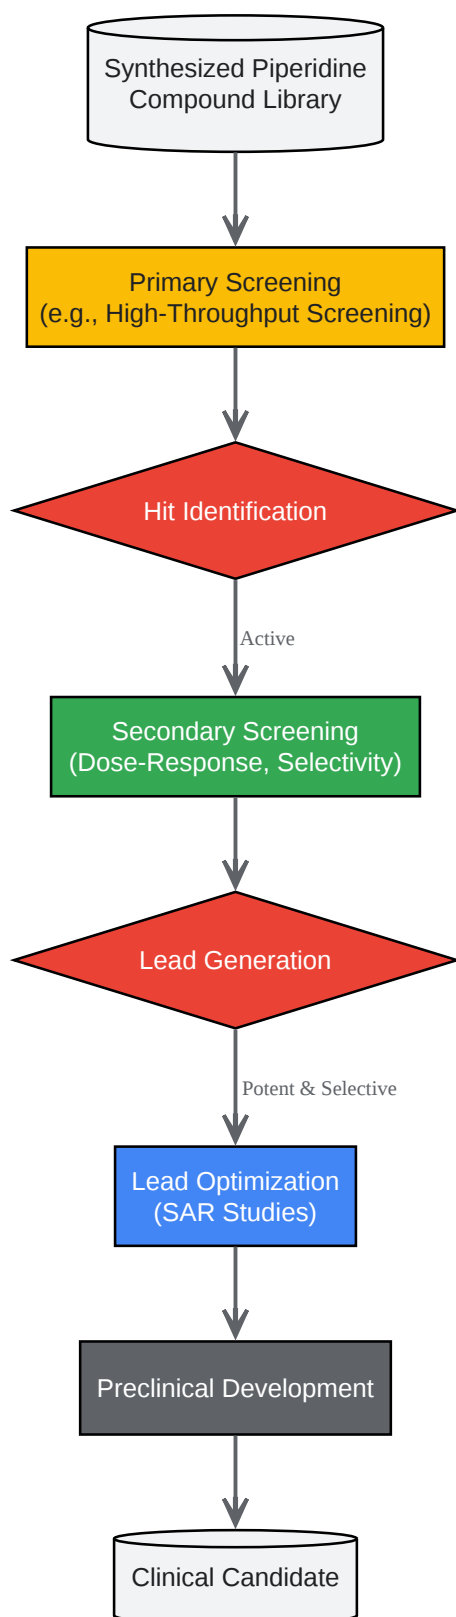 Synthesized Piperidine
Compound Library
Primary Screening
(e.g., High-Throughput Screening)
Hit Identification
Active
Secondary Screening
(Dose-Response, Selectivity)
Lead Generation
Potent & Selective
Lead Optimization
(SAR Studies)
Preclinical Development
Clinical Candidate